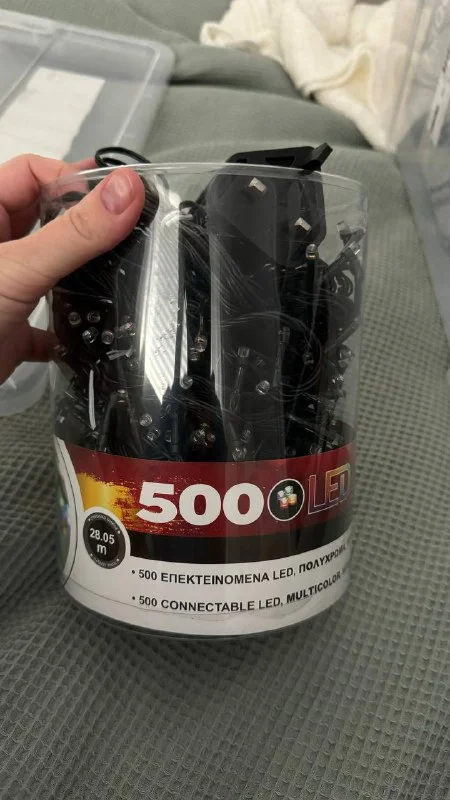 500 LED
28.05
m
• 500 ΕΠΕΚΤΕΙΝΟΜΕΝΑ LED, ΠΟΛΥΧΡΩΜΑ,
• 500 CONNECTABLE LED, MULTICOLOR,